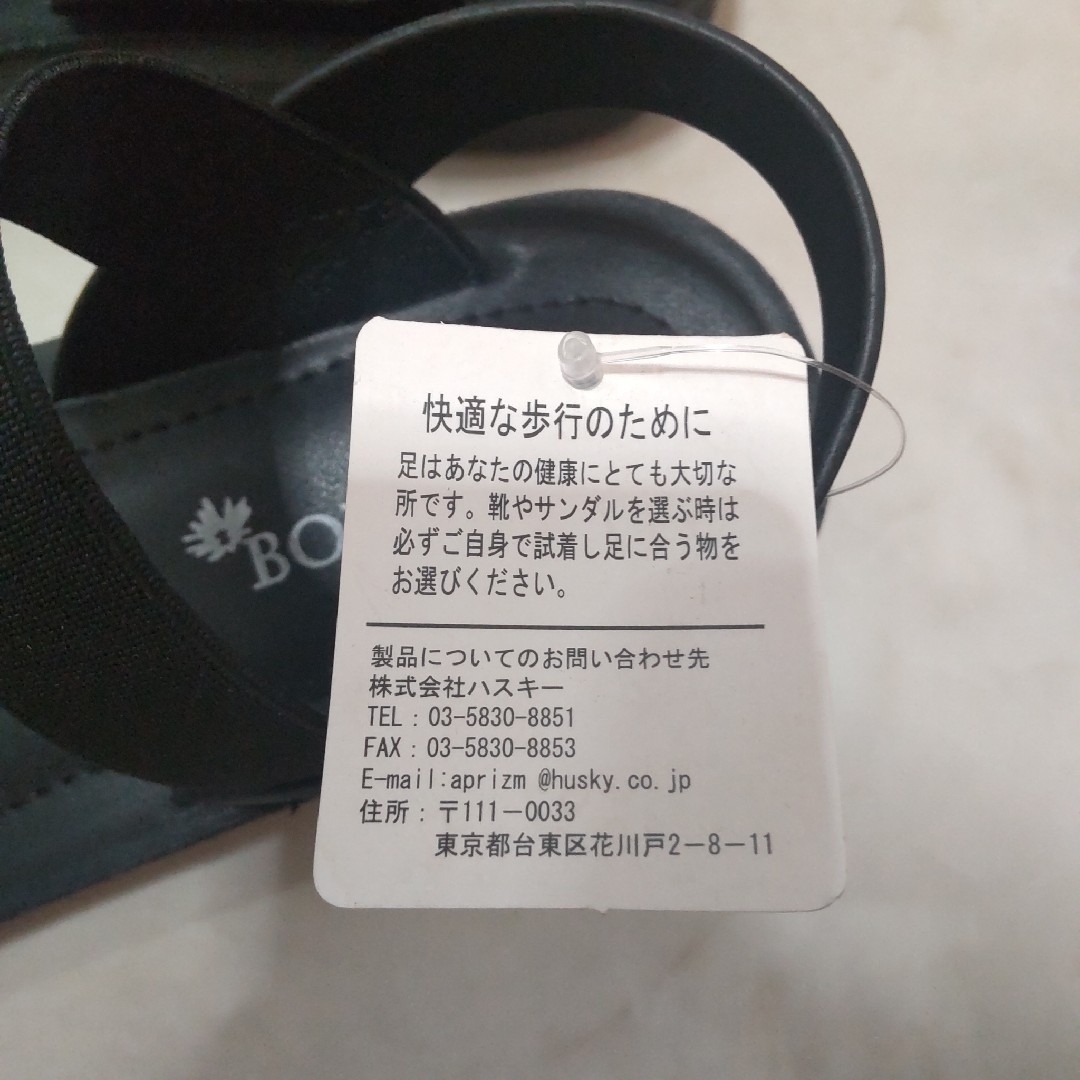 快適な歩行のために
足はあなたの健康にとても大切な
所です。靴やサンダルを選ぶ時は
必ずご自身で試着し足に合う物を
お選びください。
製品についてのお問い合わせ先
株式会社ハスキー
TEL：03-5830-8851
FAX：03-5830-8853
E-mail:aprizm @husky.co.jp
住所：〒111－0033
東京都台東区花川戸2－8－11